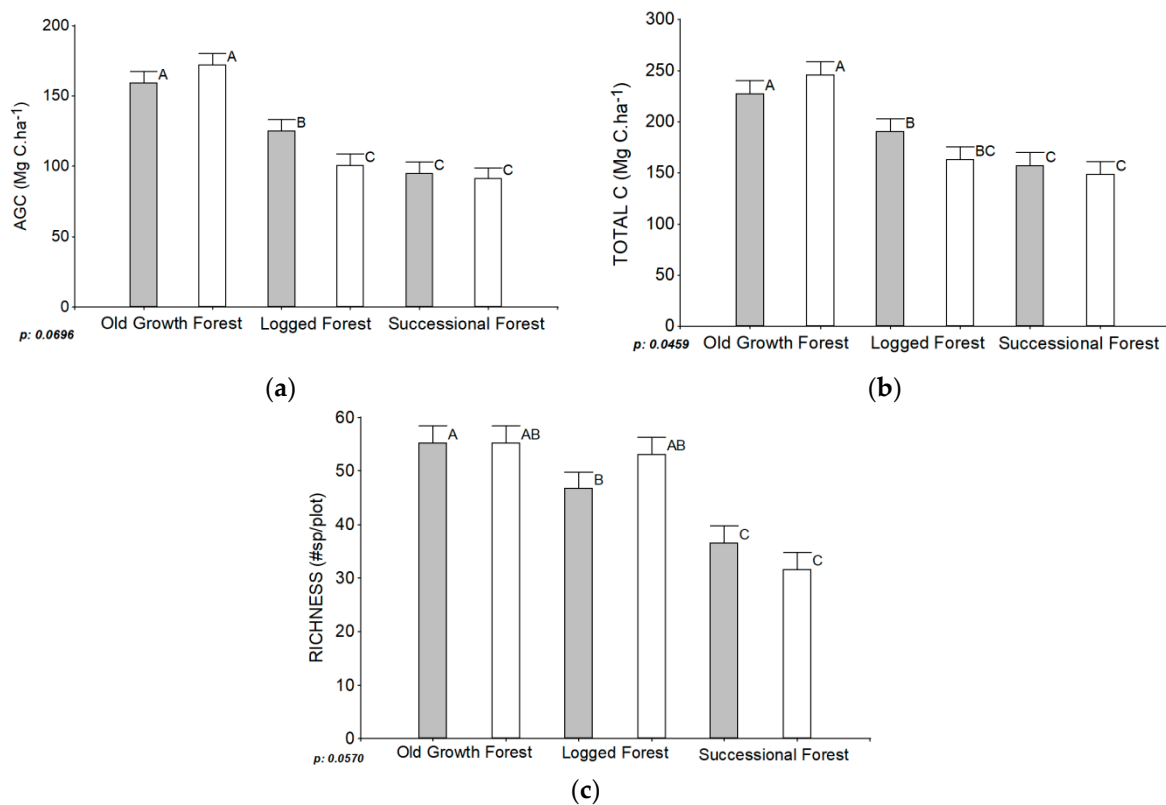 AGC (Mg C.ha-1)
200
150
100
50
0
A
A
B
C
C
C
Old Growth Forest
Logged Forest
Successional Forest
p: 0.0696
(a)
TOTAL C (Mg C.ha-1)
300
250
200
150
100
50
0
A
A
B
BC
C
C
Old Growth Forest
Logged Forest
Successional Forest
p: 0.0459
(b)
RICHNESS (#sp/plot)
60
50
40
30
20
10
0
A
AB
B
AB
C
C
Old Growth Forest
Logged Forest
Successional Forest
p: 0.0570
(c)